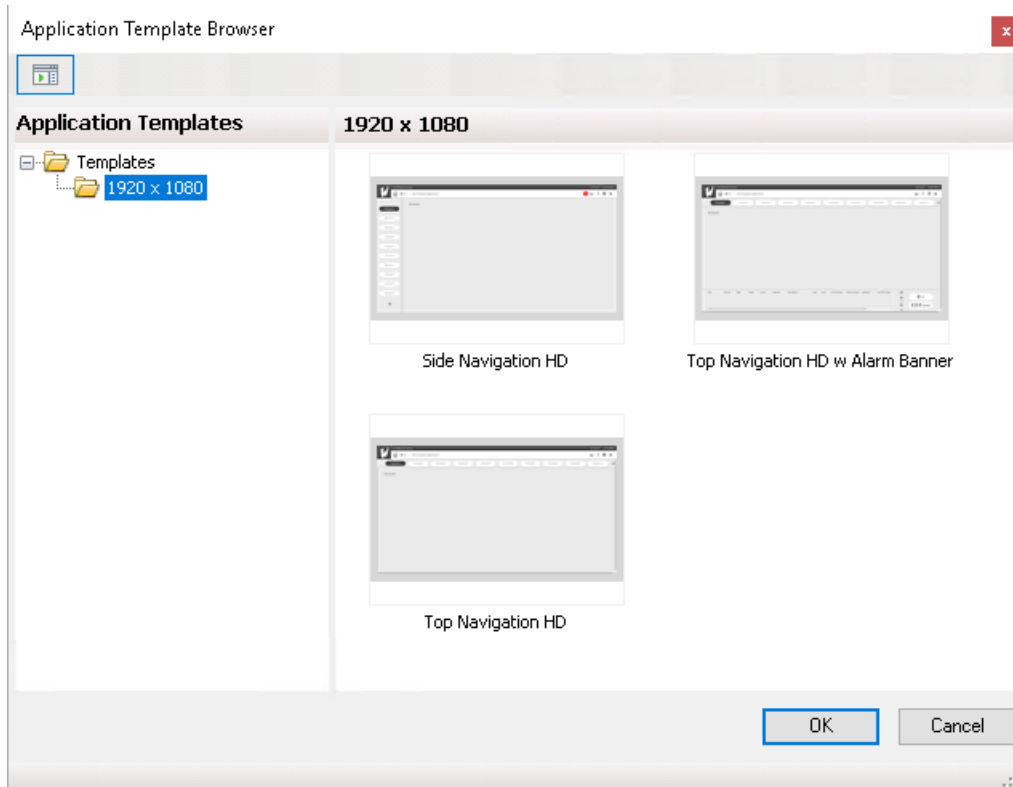 Application Template Browser
x
Application Templates
1920 x 1080
Templates
1920 x 1080
Side Navigation HD
Top Navigation HD w Alarm Banner
Top Navigation HD
OK
Cancel